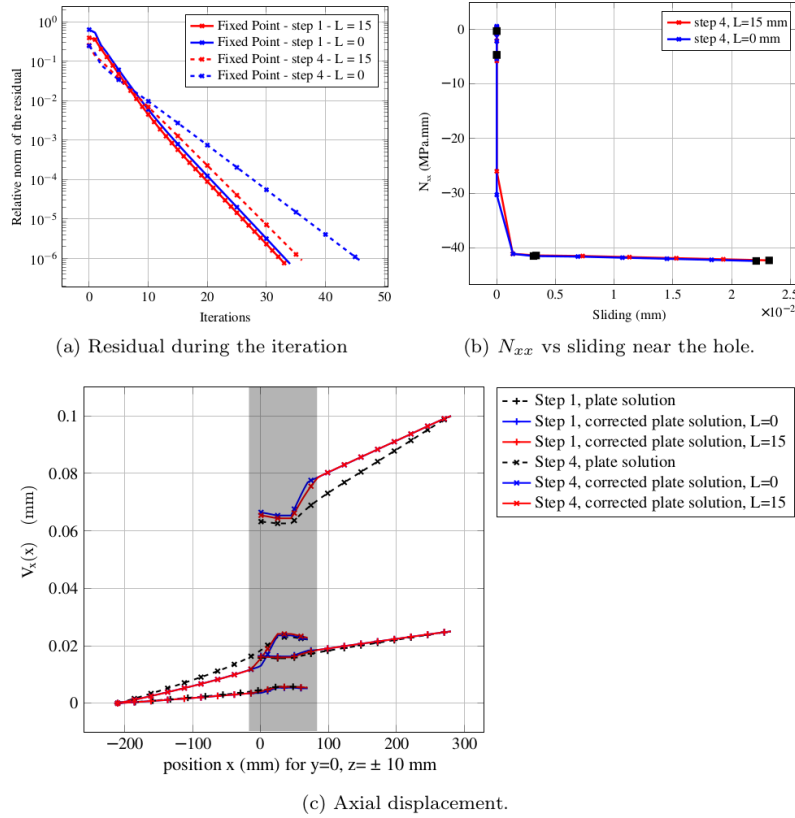 Relative norm of the residual
10⁰
10⁻¹
10⁻²
10⁻³
10⁻⁴
10⁻⁵
10⁻⁶
Fixed Point - step 1 - L = 15
Fixed Point - step 1 - L = 0
Fixed Point - step 4 - L = 15
Fixed Point - step 4 - L = 0
0 10 20 30 40 50
Iterations
(a) Residual during the iteration
Nₓₓ (MPa.mm)
0
−10
−20
−30
−40
step 4, L=15 mm
step 4, L=0 mm
0 0.5 1 1.5 2 2.5
Sliding (mm)
×10⁻²
(b) Nₓₓ vs sliding near the hole.
Vₓ(x) (mm)
0.1
0.08
0.06
0.04
0.02
0
Step 1, plate solution
Step 1, corrected plate solution, L=0
Step 1, corrected plate solution, L=15
Step 4, plate solution
Step 4, corrected plate solution, L=0
Step 4, corrected plate solution, L=15
−200 −100 0 100 200 300
position x (mm) for y=0, z= ± 10 mm
(c) Axial displacement.